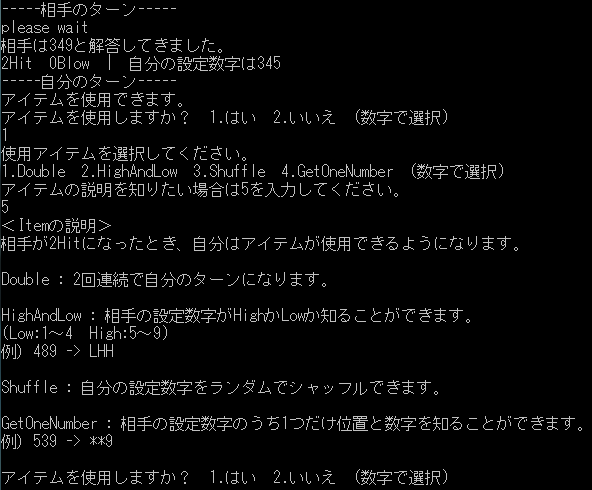 -----相手のターン-----
please wait
相手は349と解答してきました。
2Hit　0Blow　|　自分の設定数字は345
-----自分のターン-----
アイテムを使用できます。
アイテムを使用しますか？　1.はい　2.いいえ　(数字で選択)
1
使用アイテムを選択してください。
1.Double　2.HighAndLow　3.Shuffle　4.GetOneNumber　(数字で選択)
アイテムの説明を知りたい場合は5を入力してください。
5
＜Itemの説明＞
相手が2Hitになったとき、自分はアイテムが使用できるようになります。
Double : 2回連続で自分のターンになります。
HighAndLow : 相手の設定数字がHighかLowか知ることができます。
(Low:1～4　High:5～9)
例) 489 -> LHH
Shuffle : 自分の設定数字をランダムでシャッフルできます。
GetOneNumber : 相手の設定数字のうち1つだけ位置と数字を知ることができます。
例) 539 -> **9
アイテムを使用しますか？　1.はい　2.いいえ　(数字で選択)